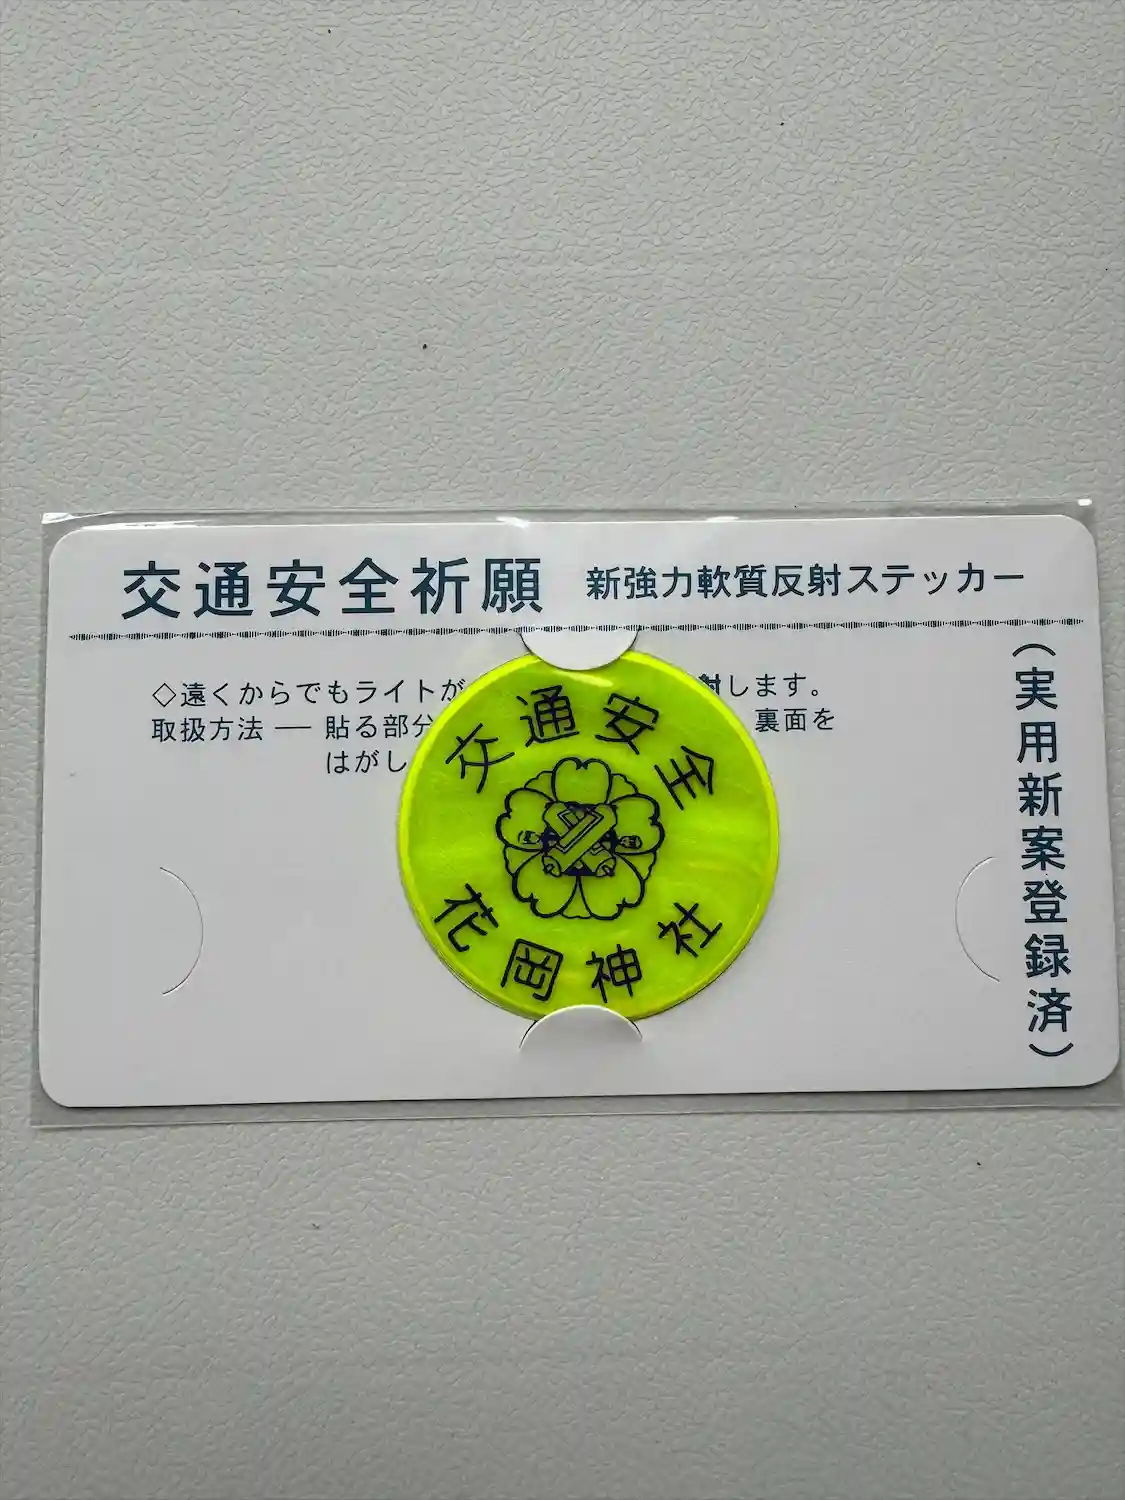 交通安全祈願 新強力軟質反射ステッカー
◇遠くからでもライトが 射します。
取扱方法 ── 貼る部分 裏面を
はがし
(実用新案登録済)
交通安全
花岡神社